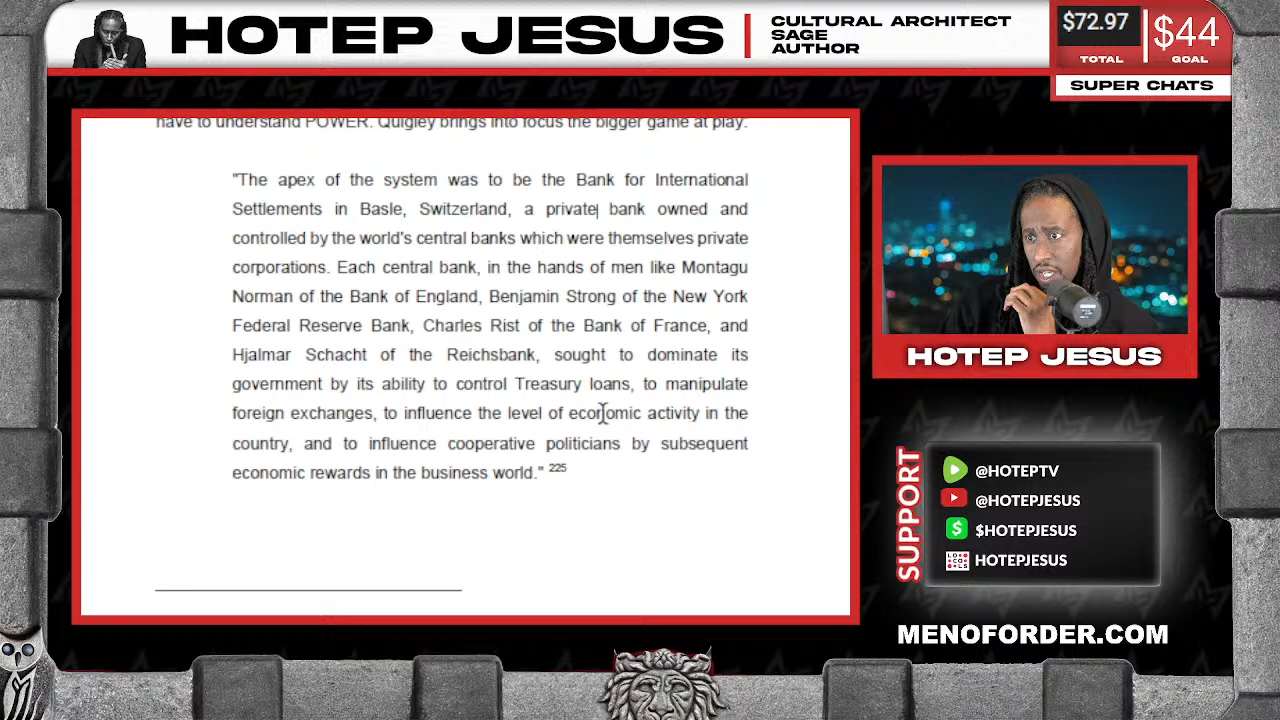 HOTEP JESUS
CULTURAL ARCHITECT
SAGE
AUTHOR
$72.97
TOTAL
$44
GOAL
SUPER CHATS
have to understand POWER. Quigley brings into focus the bigger game at play:
"The apex of the system was to be the Bank for International
Settlements in Basle, Switzerland, a private bank owned and
controlled by the world's central banks which were themselves private
corporations. Each central bank, in the hands of men like Montagu
Norman of the Bank of England, Benjamin Strong of the New York
Federal Reserve Bank, Charles Rist of the Bank of France, and
Hjalmar Schacht of the Reichsbank, sought to dominate its
government by its ability to control Treasury loans, to manipulate
foreign exchanges, to influence the level of economic activity in the
country, and to influence cooperative politicians by subsequent
economic rewards in the business world." 225
HOTEP JESUS
SUPPORT
@HOTEPTV
@HOTEPJESUS
$HOTEPJESUS
LOCALS
HOTEPJESUS
MENOFORDER.COM